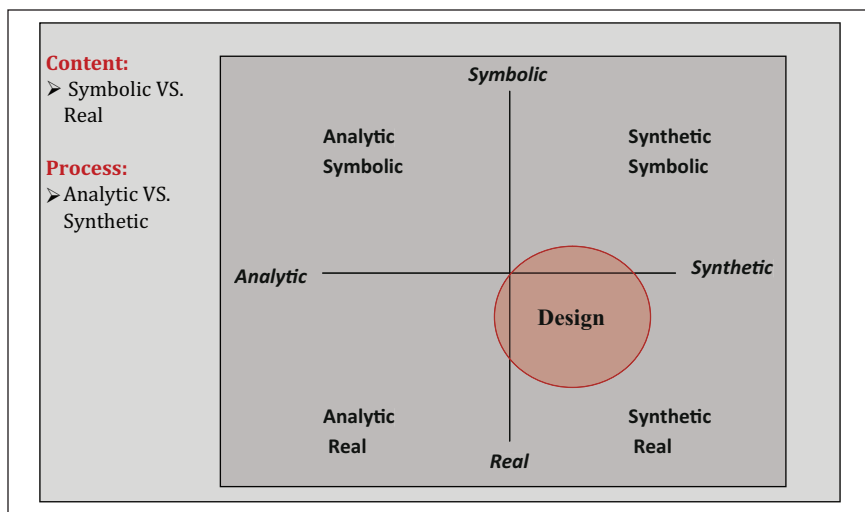 Content:
➢ Symbolic VS.
Real
Process:
➢ Analytic VS.
Synthetic
Symbolic
Analytic
Symbolic
Synthetic
Symbolic
Analytic
Synthetic
Design
Analytic
Real
Synthetic
Real
Real